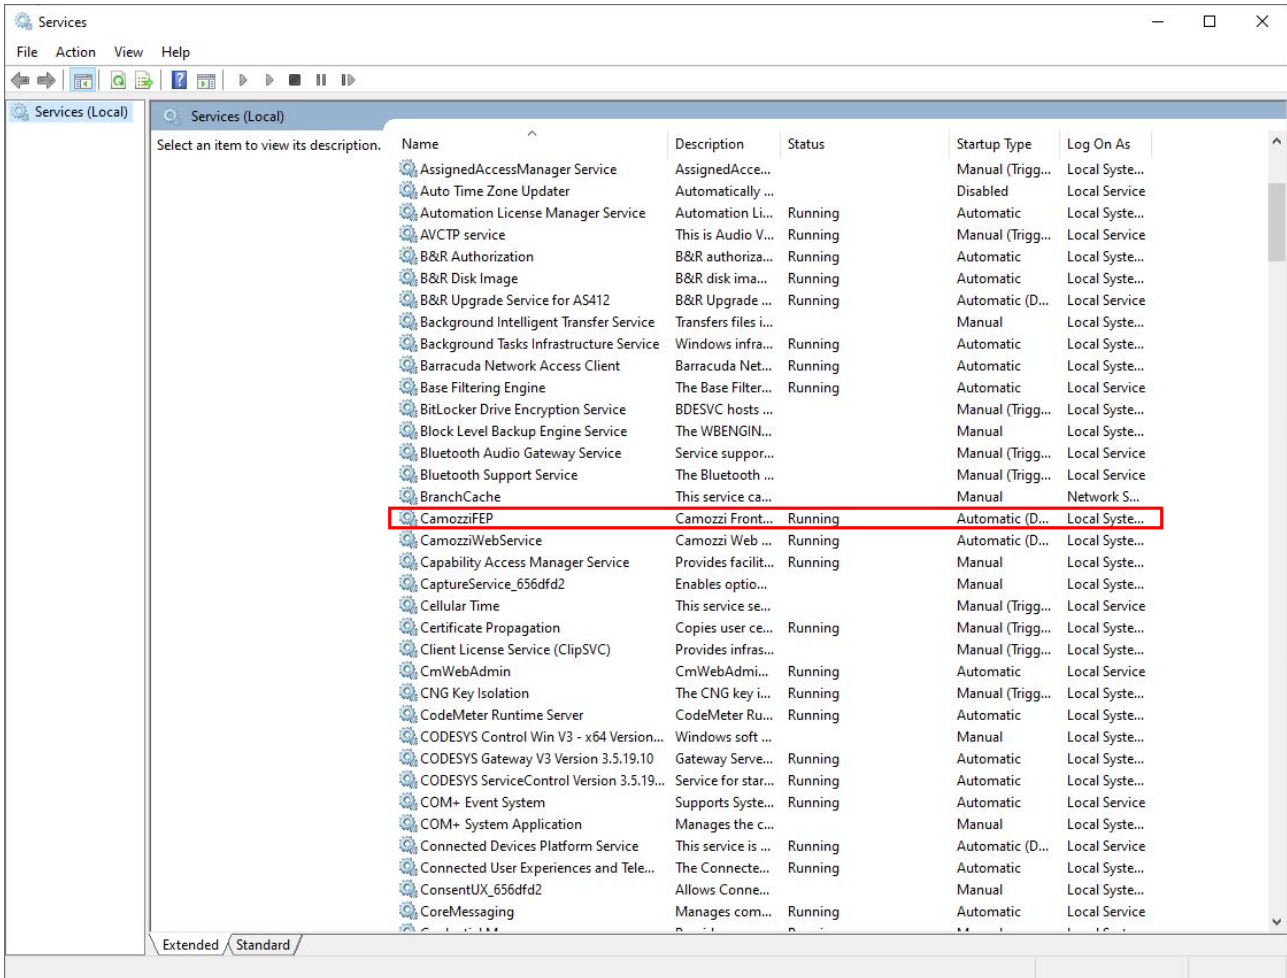 Services
File Action View Help
Services (Local)
Services (Local)
Select an item to view its description.
Name Description Status Startup Type Log On As
AssignedAccessManager Service AssignedAcce... Manual (Trigg... Local Syste...
Auto Time Zone Updater Automatically ... Disabled Local Service
Automation License Manager Service Automation Li... Running Automatic Local Syste...
AVCTP service This is Audio V... Running Manual (Trigg... Local Service
B&R Authorization B&R authoriza... Running Automatic Local Syste...
B&R Disk Image B&R disk ima... Running Automatic Local Syste...
B&R Upgrade Service for AS412 B&R Upgrade ... Running Automatic (D... Local Service
Background Intelligent Transfer Service Transfers files i... Manual Local Syste...
Background Tasks Infrastructure Service Windows infra... Running Automatic Local Syste...
Barracuda Network Access Client Barracuda Net... Running Automatic Local Syste...
Base Filtering Engine The Base Filter... Running Automatic Local Service
BitLocker Drive Encryption Service BDESVC hosts ... Manual (Trigg... Local Syste...
Block Level Backup Engine Service The WBENGIN... Manual Local Syste...
Bluetooth Audio Gateway Service Service suppor... Manual (Trigg... Local Service
Bluetooth Support Service The Bluetooth ... Manual (Trigg... Local Service
BranchCache This service ca... Manual Network S...
CamozziFEP Camozzi Front... Running Automatic (D... Local Syste...
CamozziWebService Camozzi Web ... Running Automatic (D... Local Syste...
Capability Access Manager Service Provides facilit... Running Manual Local Syste...
CaptureService_656dfd2 Enables optio... Manual Local Syste...
Cellular Time This service se... Manual (Trigg... Local Service
Certificate Propagation Copies user ce... Running Manual (Trigg... Local Syste...
Client License Service (ClipSVC) Provides infras... Manual (Trigg... Local Syste...
CmWebAdmin CmWebAdmi... Running Automatic Local Service
CNG Key Isolation The CNG key i... Running Manual (Trigg... Local Syste...
CodeMeter Runtime Server CodeMeter Ru... Running Automatic Local Syste...
CODESYS Control Win V3 - x64 Version... Windows soft ... Manual Local Syste...
CODESYS Gateway V3 Version 3.5.19.10 Gateway Serve... Running Automatic Local Syste...
CODESYS ServiceControl Version 3.5.19... Service for star... Running Automatic Local Syste...
COM+ Event System Supports Syste... Running Automatic Local Service
COM+ System Application Manages the c... Manual Local Syste...
Connected Devices Platform Service This service is ... Running Automatic (D... Local Service
Connected User Experiences and Tele... The Connecte... Running Automatic Local Syste...
ConsentUX_656dfd2 Allows Conne... Manual Local Syste...
CoreMessaging Manages com... Running Automatic Local Service
Extended Standard